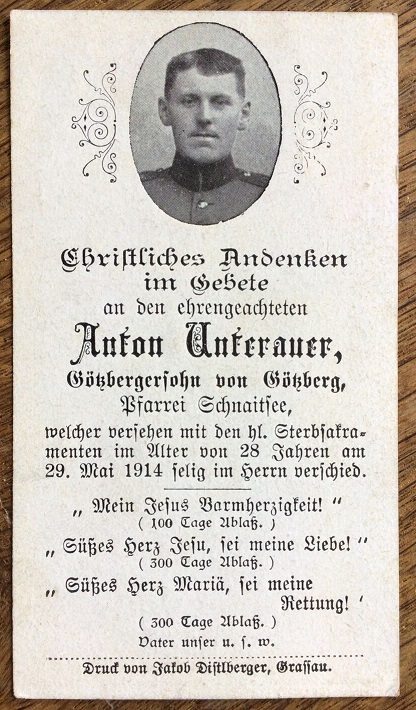 Christliches Andenken
im Gebete
an den ehrengeachteten
Anton Unterauer,
Götzbergersohn von Götzberg,
Pfarrei Schnaitsee,
welcher versehen mit den hl. Sterbsakra-
menten im Alter von 28 Jahren am
29. Mai 1914 selig im Herrn verschied.
„ Mein Jesus Barmherzigkeit! "
( 100 Tage Ablaß. )
„ Süßes Herz Jesu, sei meine Liebe! "
( 300 Tage Ablaß. )
„ Süßes Herz Mariä, sei meine
Rettung! '
( 300 Tage Ablaß. )
Vater unser u. s. w.
Druck von Jakob Distlberger, Grassau.